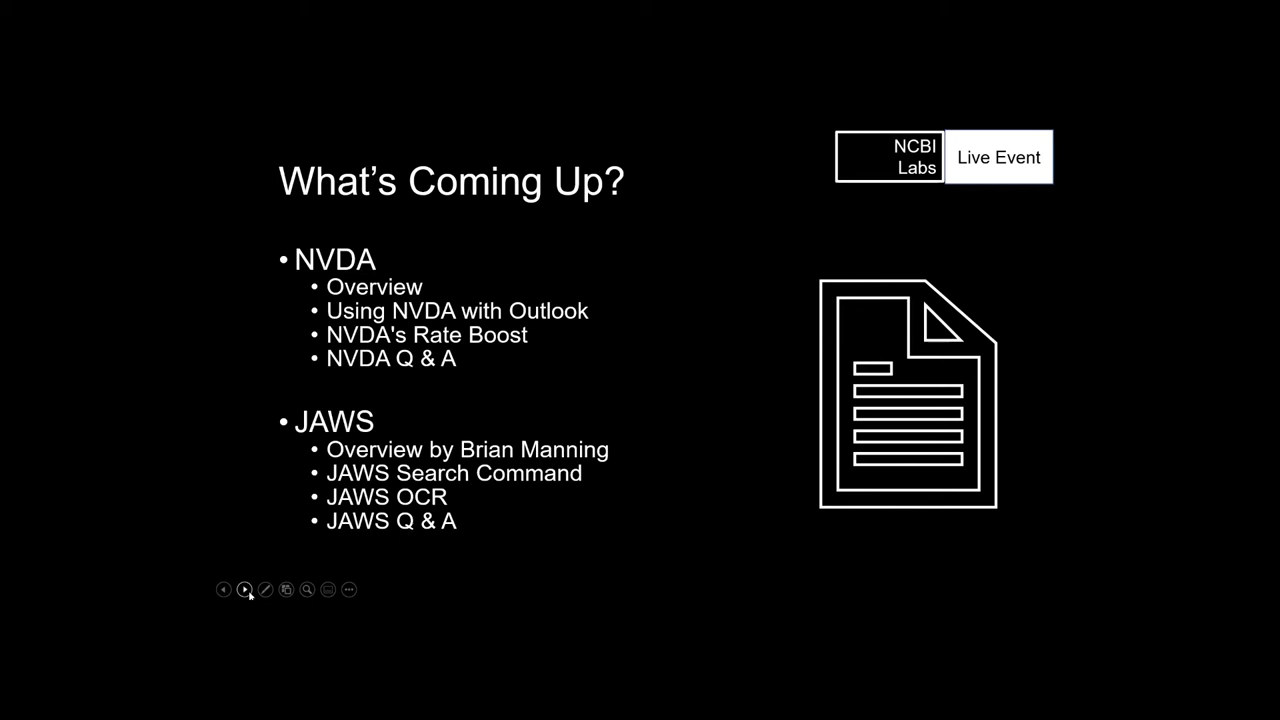 NCBI
Labs
Live Event
What’s Coming Up?
• NVDA
• Overview
• Using NVDA with Outlook
• NVDA's Rate Boost
• NVDA Q & A
• JAWS
• Overview by Brian Manning
• JAWS Search Command
• JAWS OCR
• JAWS Q & A